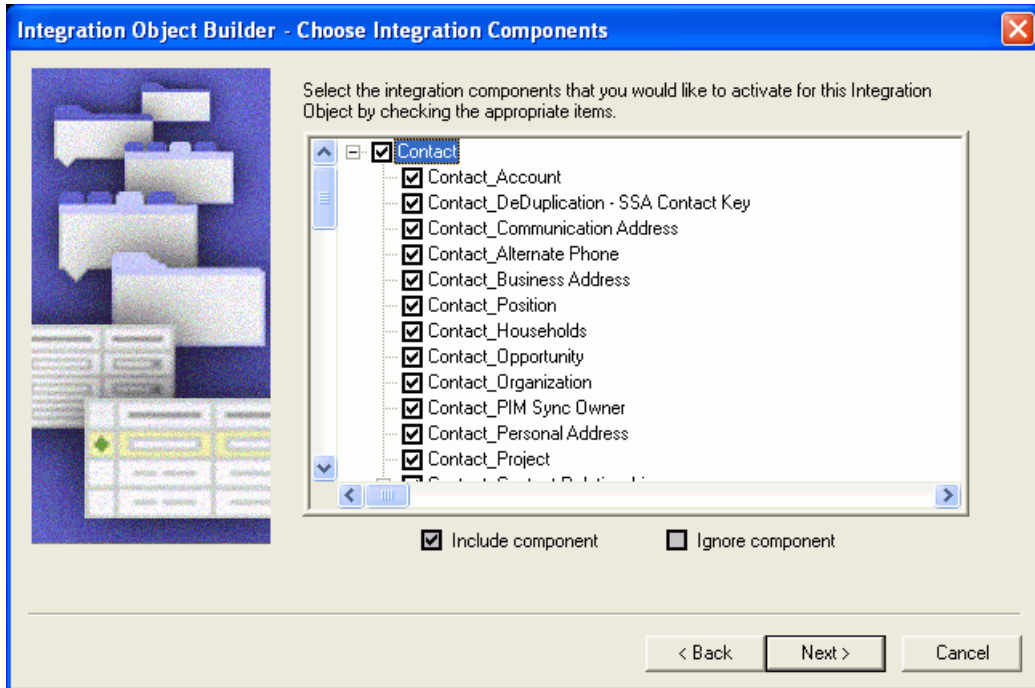 Integration Object Builder - Choose Integration Components
Select the integration components that you would like to activate for this Integration
Object by checking the appropriate items.
Contact
Contact_Account
Contact_DeDuplication - SSA Contact Key
Contact_Communication Address
Contact_Alternate Phone
Contact_Business Address
Contact_Position
Contact_Households
Contact_Opportunity
Contact_Organization
Contact_PIM Sync Owner
Contact_Personal Address
Contact_Project
Include component Ignore component
< Back Next > Cancel